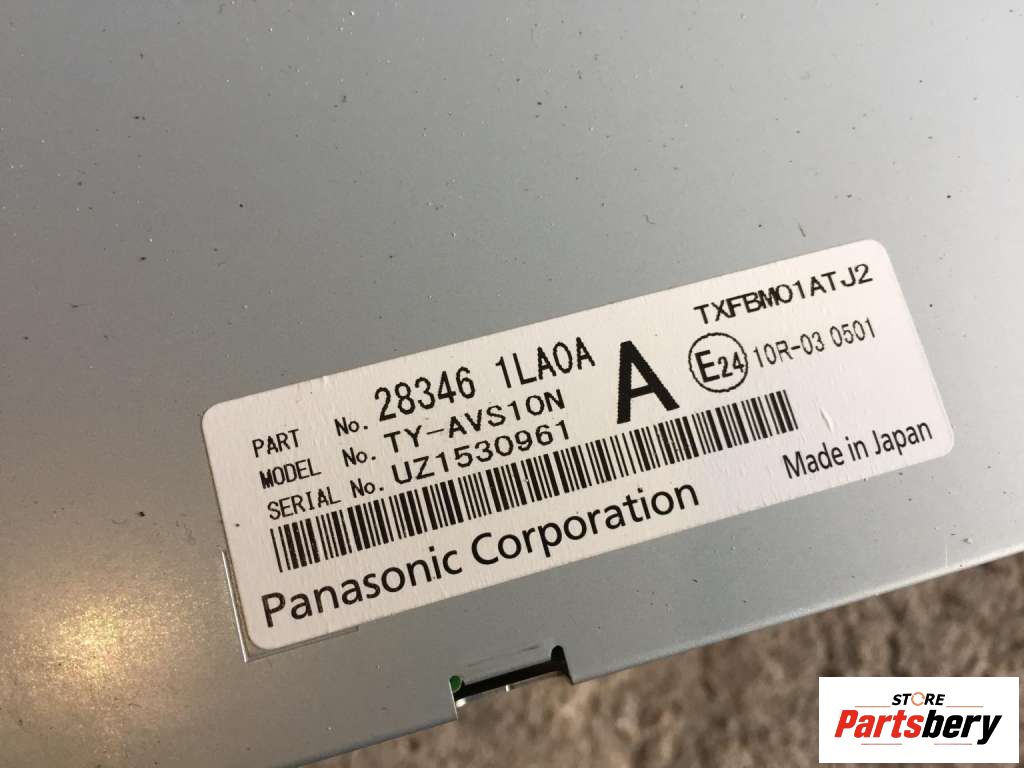 TXFBM01ATJ2
PART No. 28346 1LA0A
A
E24 10R-03 0501
MODEL No. TY-AVS10N
SERIAL No. UZ1530961
Made in Japan
Panasonic Corporation
STORE
Partsbery